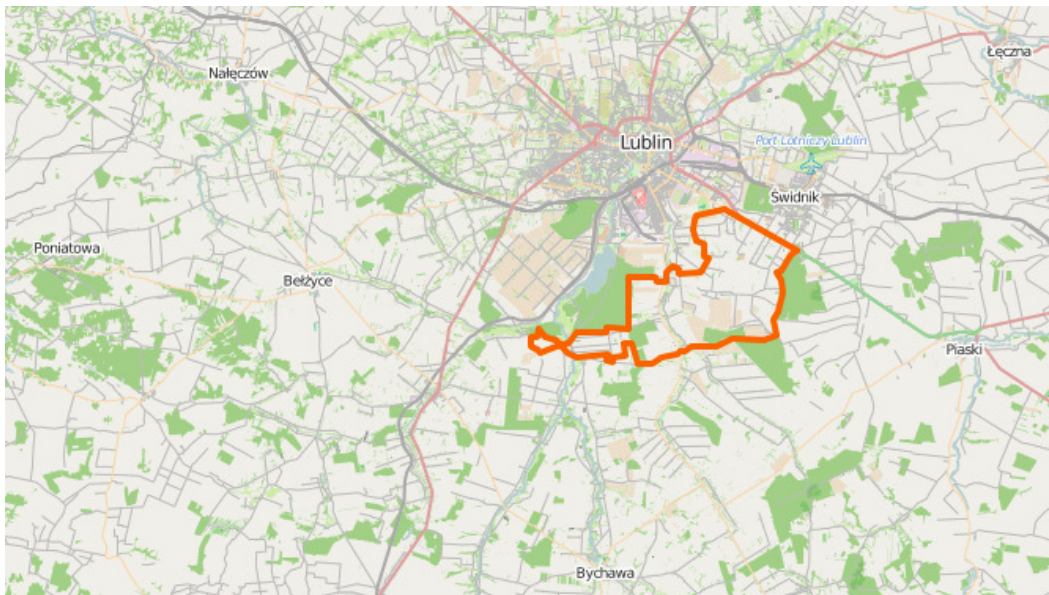 Łęczna
Nałęczów
Lublin
Port Lotniczy Lublin
Świdnik
Poniatowa
Bełżyce
Piaski
Bychawa